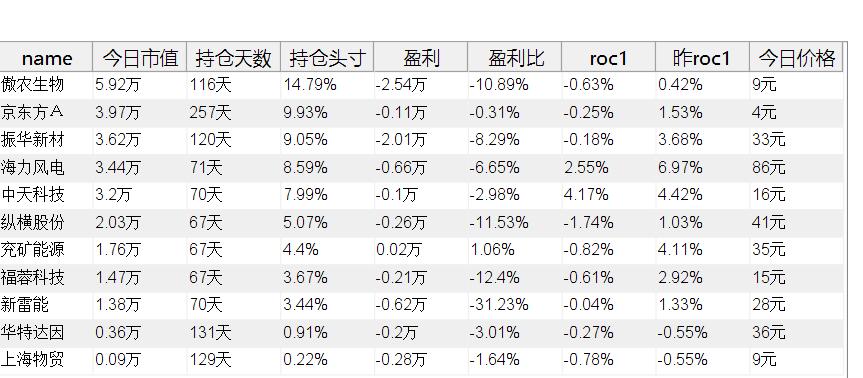 name 今日市值 持仓天数 持仓头寸 盈利 盈利比 roc1 昨roc1 今日价格
傲农生物 5.92万 116天 14.79% -2.54万 -10.89% -0.63% 0.42% 9元
京东方Ａ 3.97万 257天 9.93% -0.11万 -0.31% -0.25% 1.53% 4元
振华新材 3.62万 120天 9.05% -2.01万 -8.29% -0.18% 3.68% 33元
海力风电 3.44万 71天 8.59% -0.66万 -6.65% 2.55% 6.97% 86元
中天科技 3.2万 70天 7.99% -0.1万 -2.98% 4.17% 4.42% 16元
纵横股份 2.03万 67天 5.07% -0.26万 -11.53% -1.74% 1.03% 41元
兖矿能源 1.76万 67天 4.4% 0.02万 1.06% -0.82% 4.11% 35元
福蓉科技 1.47万 67天 3.67% -0.21万 -12.4% -0.61% 2.92% 15元
新雷能 1.38万 70天 3.44% -0.62万 -31.23% -0.04% 1.33% 28元
华特达因 0.36万 131天 0.91% -0.2万 -3.01% -0.27% -0.55% 36元
上海物贸 0.09万 129天 0.22% -0.28万 -1.64% -0.78% -0.55% 9元